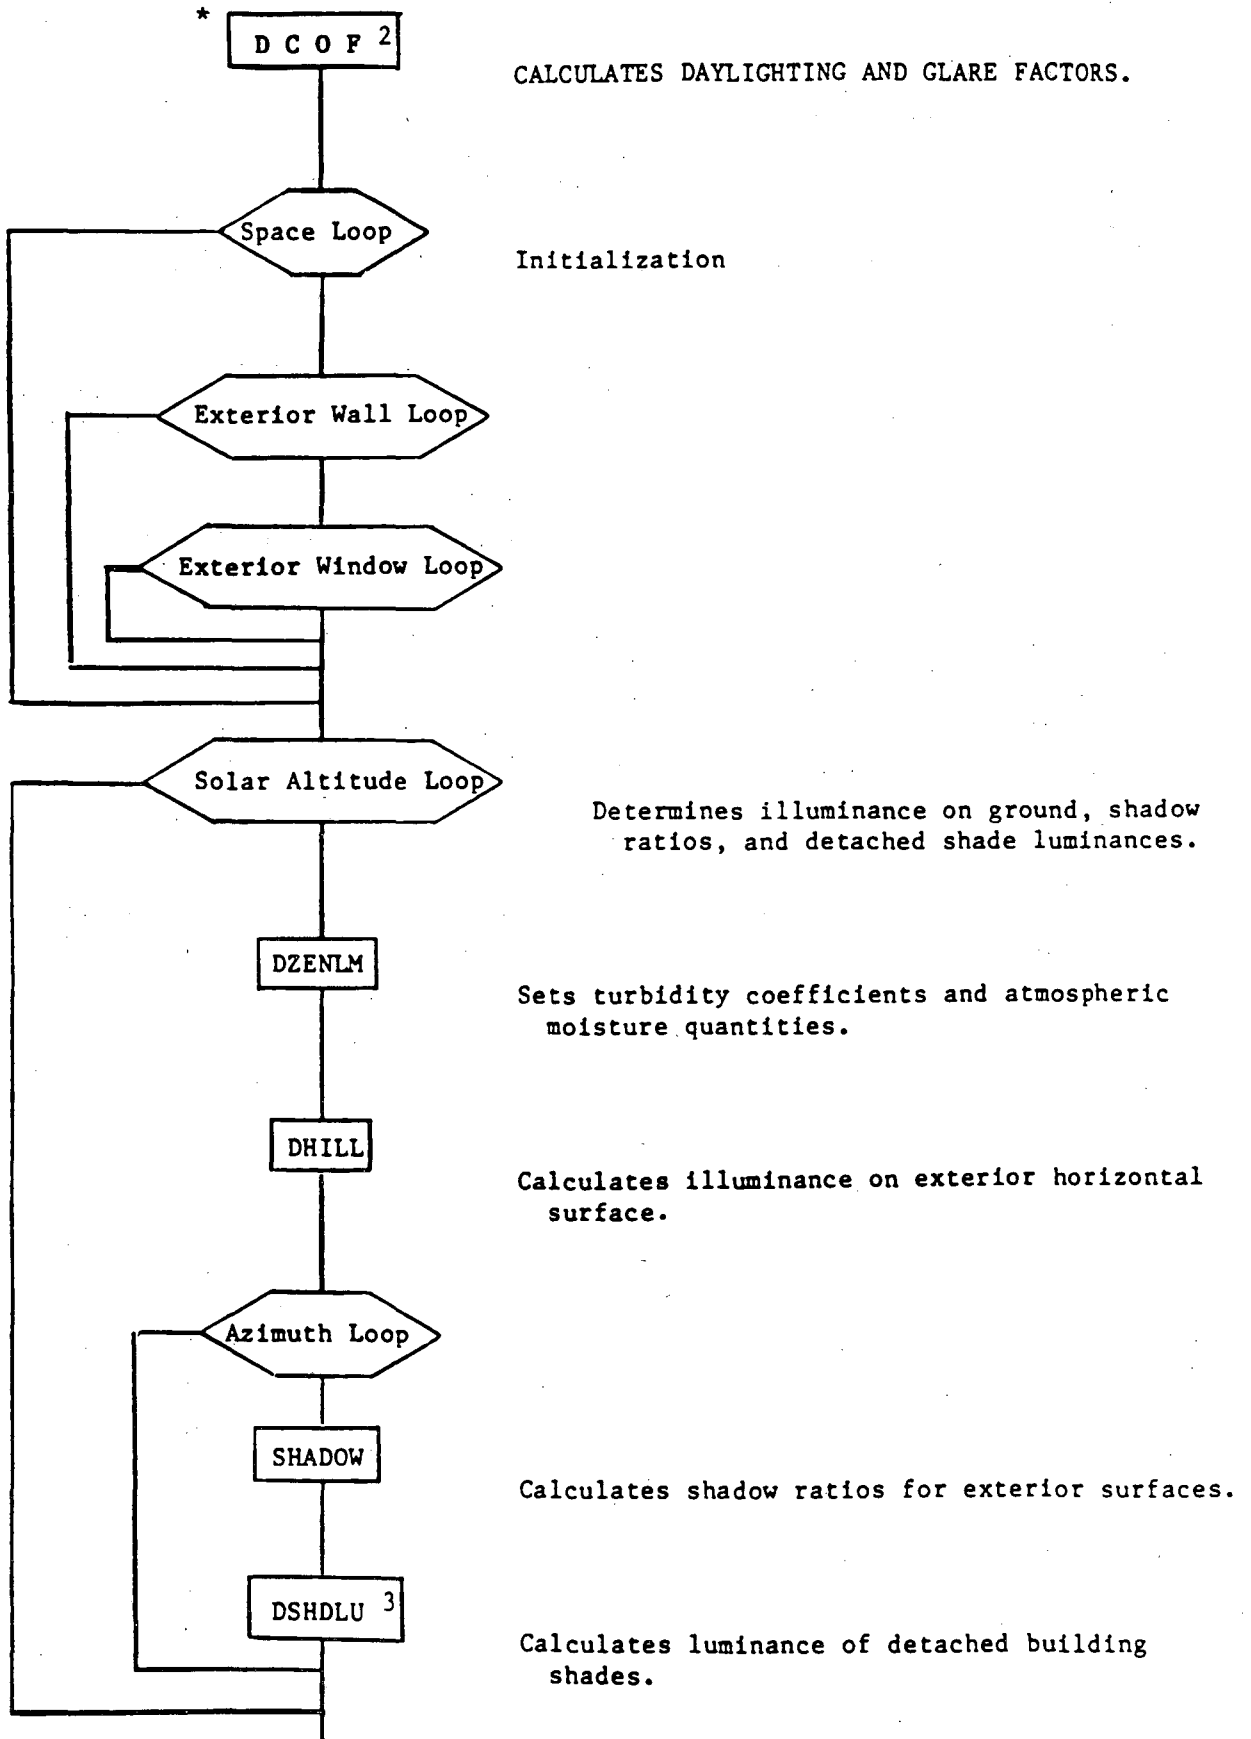 *
D C O F 2
CALCULATES DAYLIGHTING AND GLARE FACTORS.
Space Loop
Initialization
Exterior Wall Loop
Exterior Window Loop
Solar Altitude Loop
Determines illuminance on ground, shadow
ratios, and detached shade luminances.
DZENLM
Sets turbidity coefficients and atmospheric
moisture quantities.
DHILL
Calculates illuminance on exterior horizontal
surface.
Azimuth Loop
SHADOW
Calculates shadow ratios for exterior surfaces.
DSHDLU 3
Calculates luminance of detached building
shades.